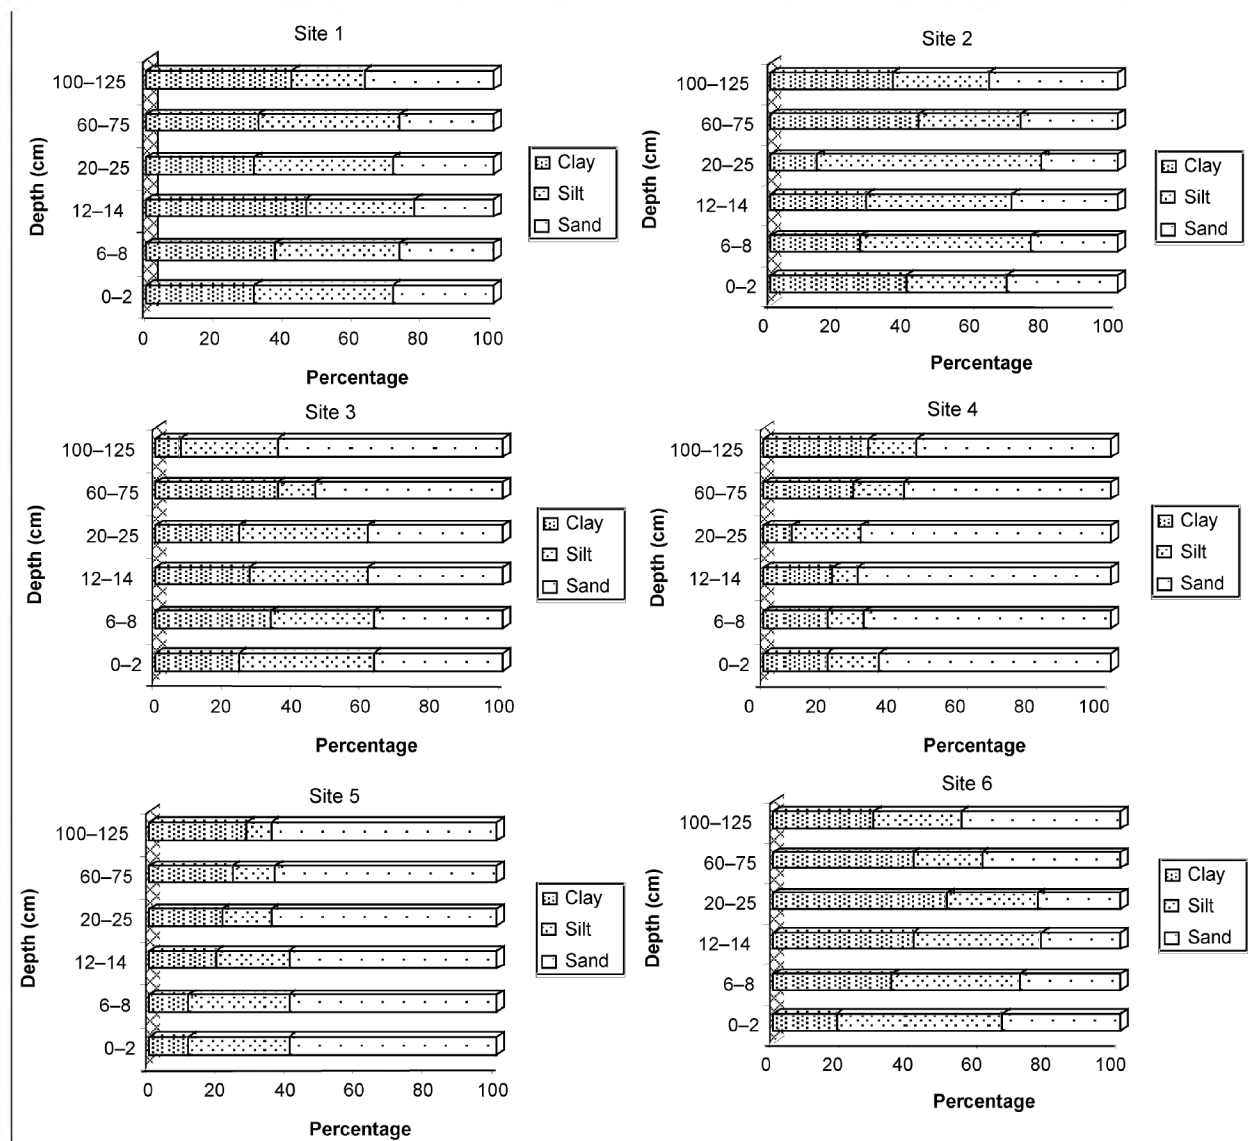 Site 1
100–125
60–75
20–25
12–14
6–8
0–2
Depth (cm)
0 20 40 60 80 100
Percentage
Clay
Silt
Sand
Site 2
100–125
60–75
20–25
12–14
6–8
0–2
Depth (cm)
0 20 40 60 80 100
Percentage
Clay
Silt
Sand
Site 3
100–125
60–75
20–25
12–14
6–8
0–2
Depth (cm)
0 20 40 60 80 100
Percentage
Clay
Silt
Sand
Site 4
100–125
60–75
20–25
12–14
6–8
0–2
Depth (cm)
0 20 40 60 80 100
Percentage
Clay
Silt
Sand
Site 5
100–125
60–75
20–25
12–14
6–8
0–2
Depth (cm)
0 20 40 60 80 100
Percentage
Clay
Silt
Sand
Site 6
100–125
60–75
20–25
12–14
6–8
0–2
Depth (cm)
0 20 40 60 80 100
Percentage
Clay
Silt
Sand